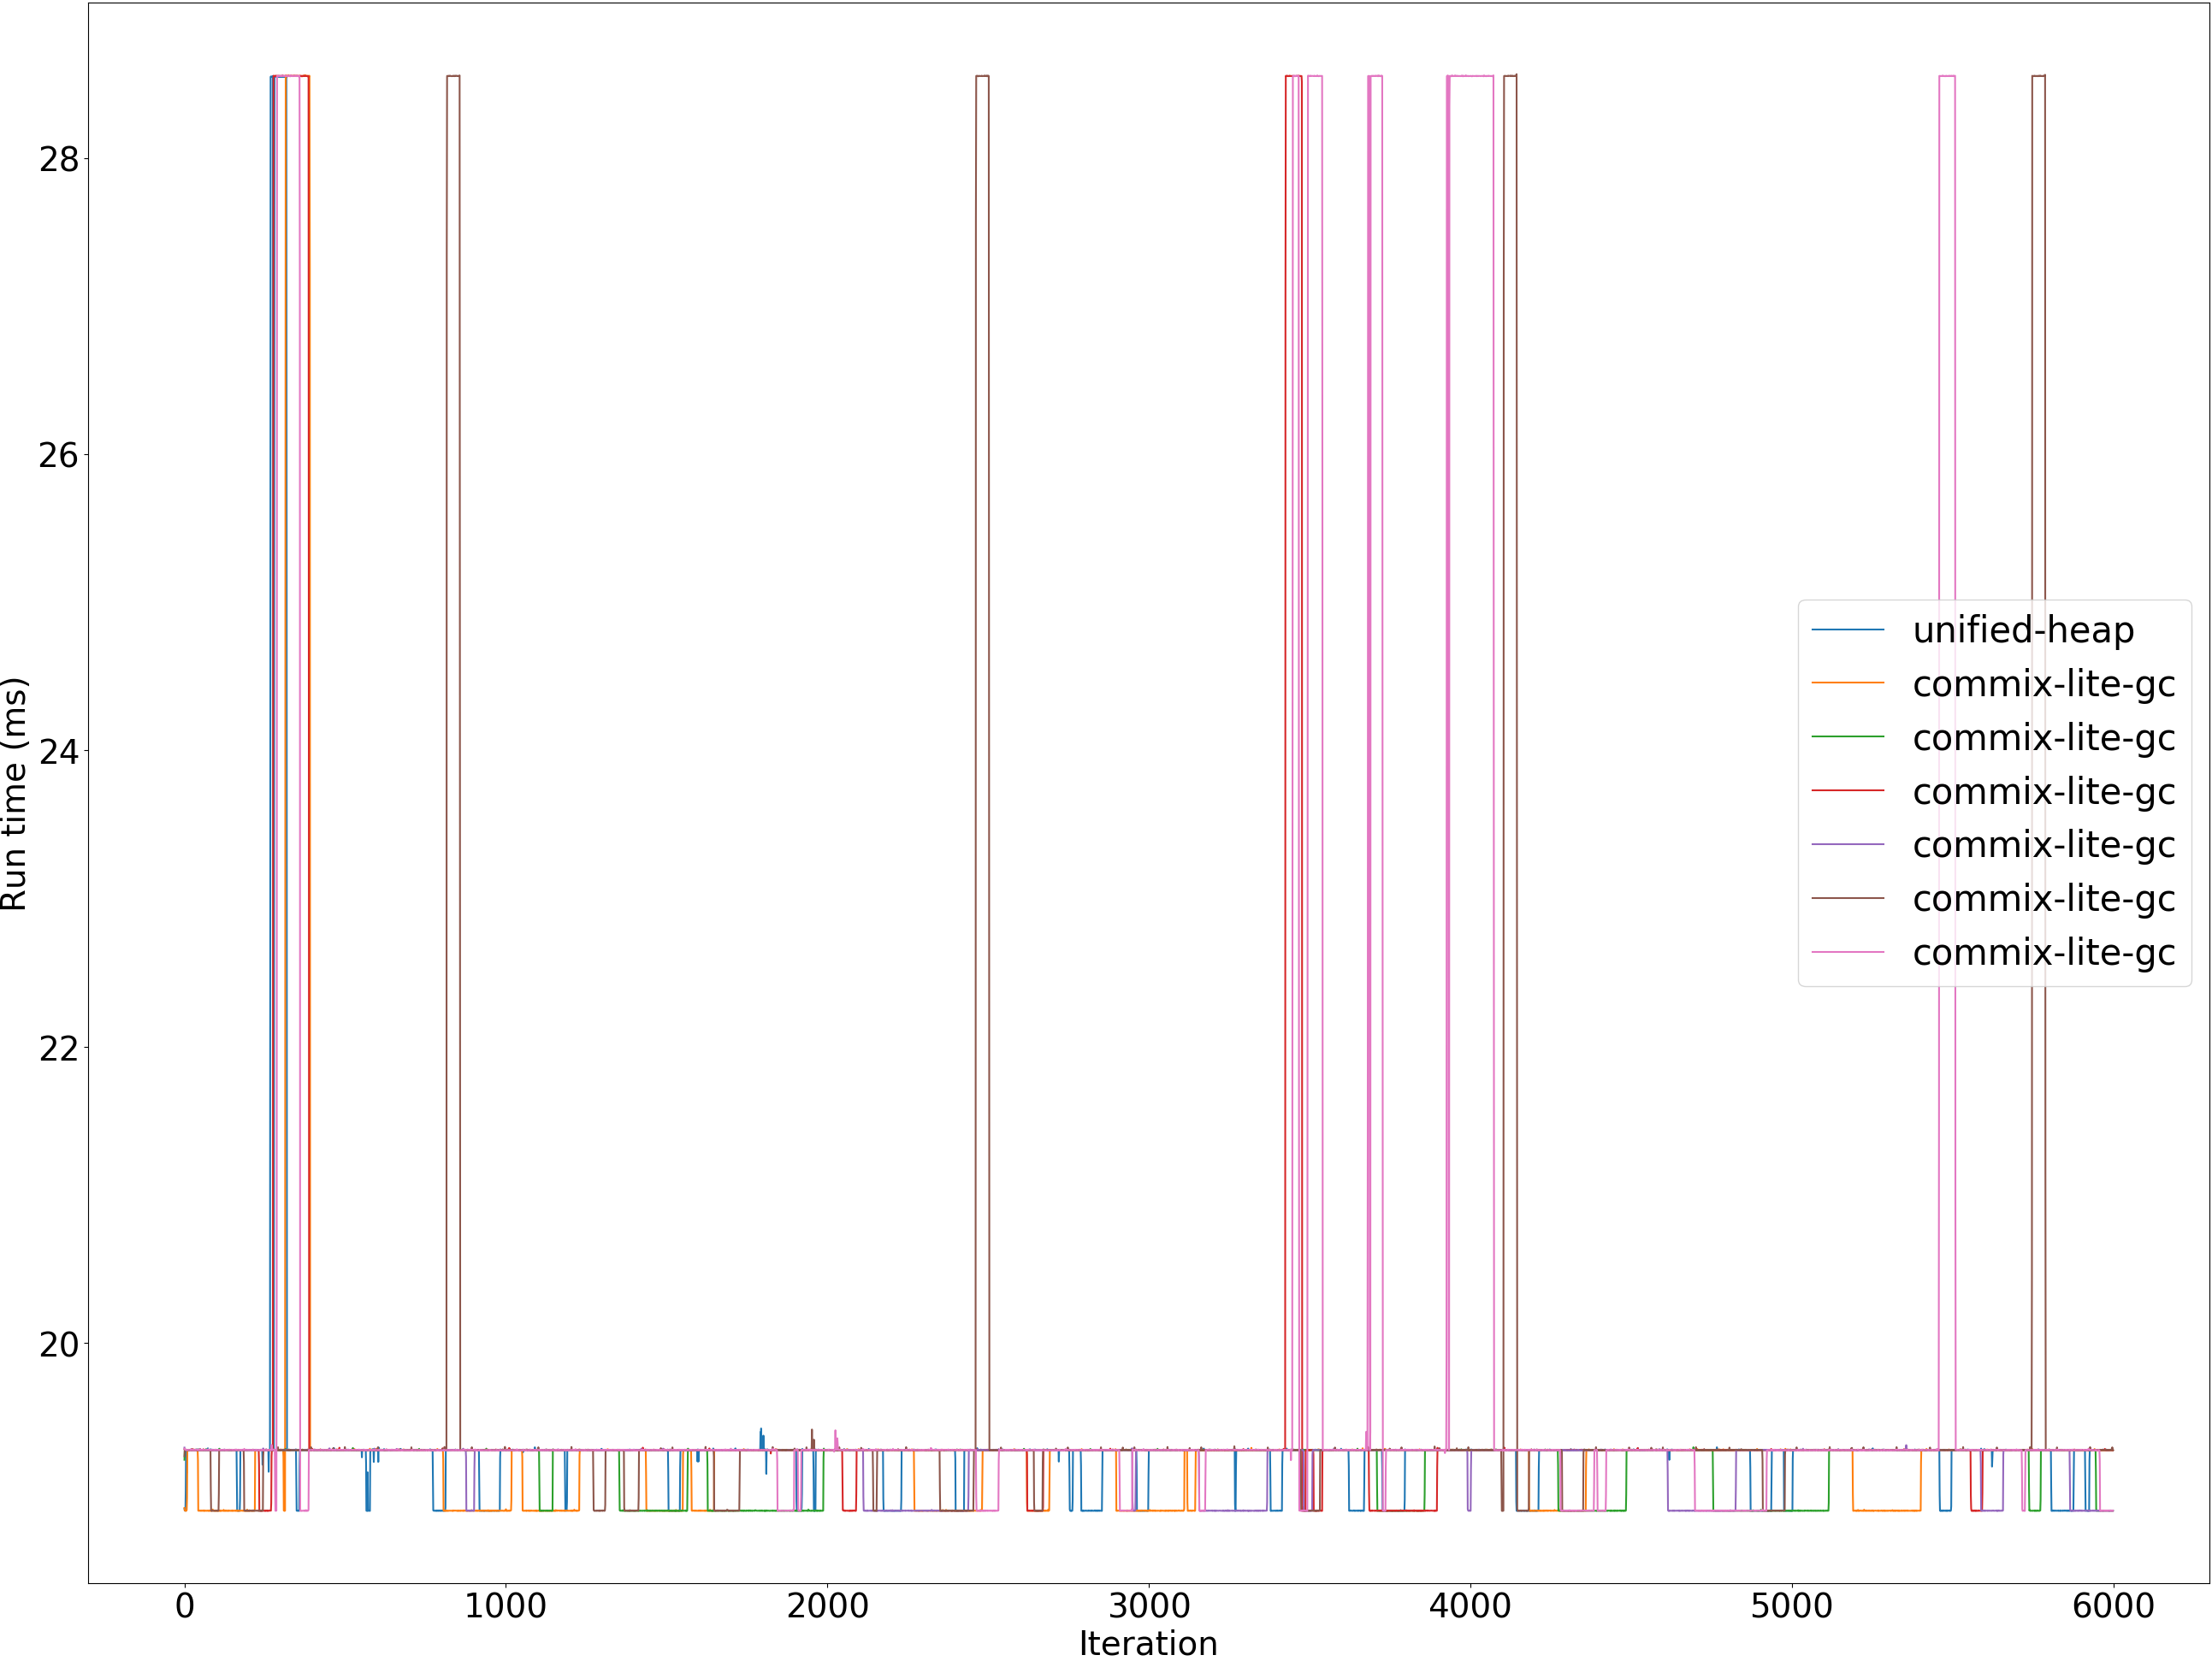 28
26
24
22
20
Run time (ms)
unified-heap
commix-lite-gc
commix-lite-gc
commix-lite-gc
commix-lite-gc
commix-lite-gc
commix-lite-gc
0 1000 2000 3000 4000 5000 6000
Iteration